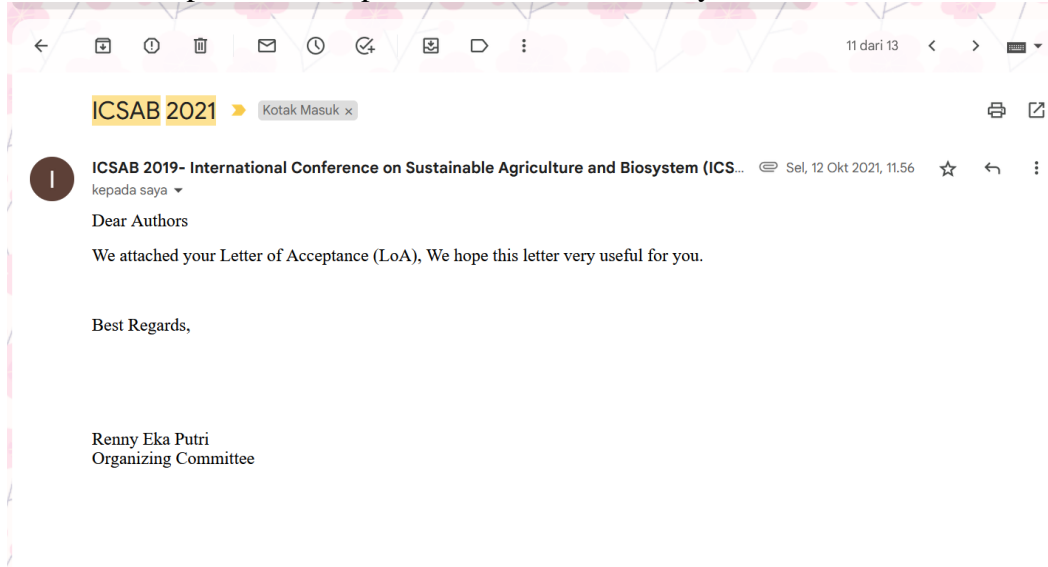 11 dari 13
ICSAB 2021 Kotak Masuk x
I
ICSAB 2019- International Conference on Sustainable Agriculture and Biosystem (ICS... Sel, 12 Okt 2021, 11.56
kepada saya
Dear Authors
We attached your Letter of Acceptance (LoA), We hope this letter very useful for you.
Best Regards,
Renny Eka Putri
Organizing Committee